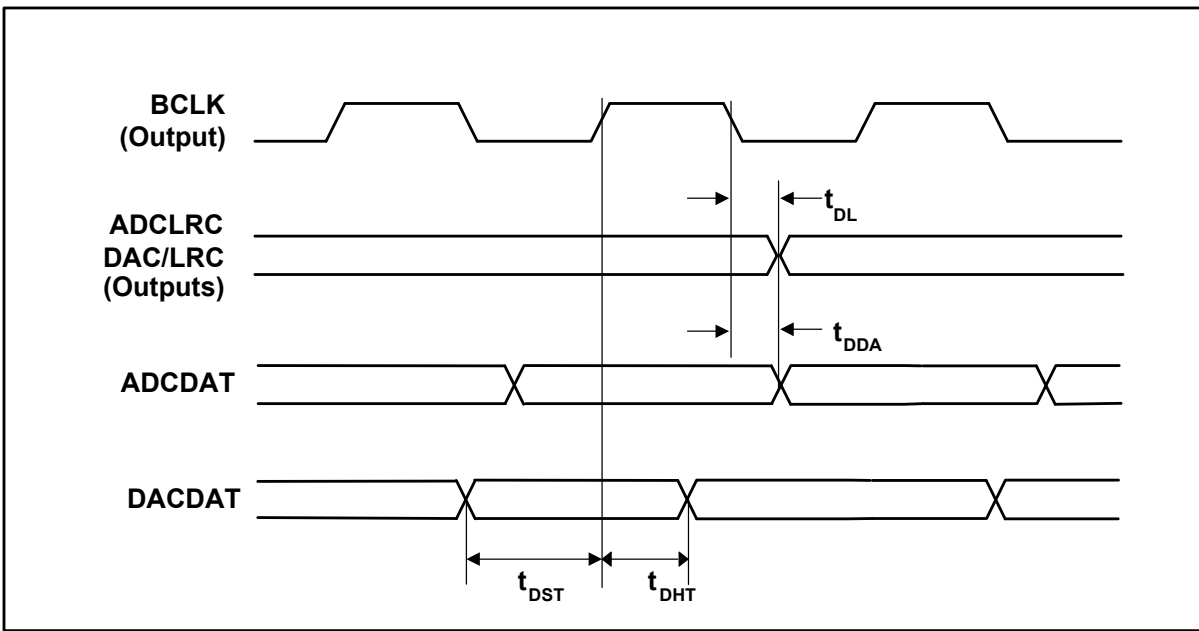 BCLK
(Output)
tDL
ADCLRC
DAC/LRC
(Outputs)
tDDA
ADCDAT
DACDAT
tDST
tDHT